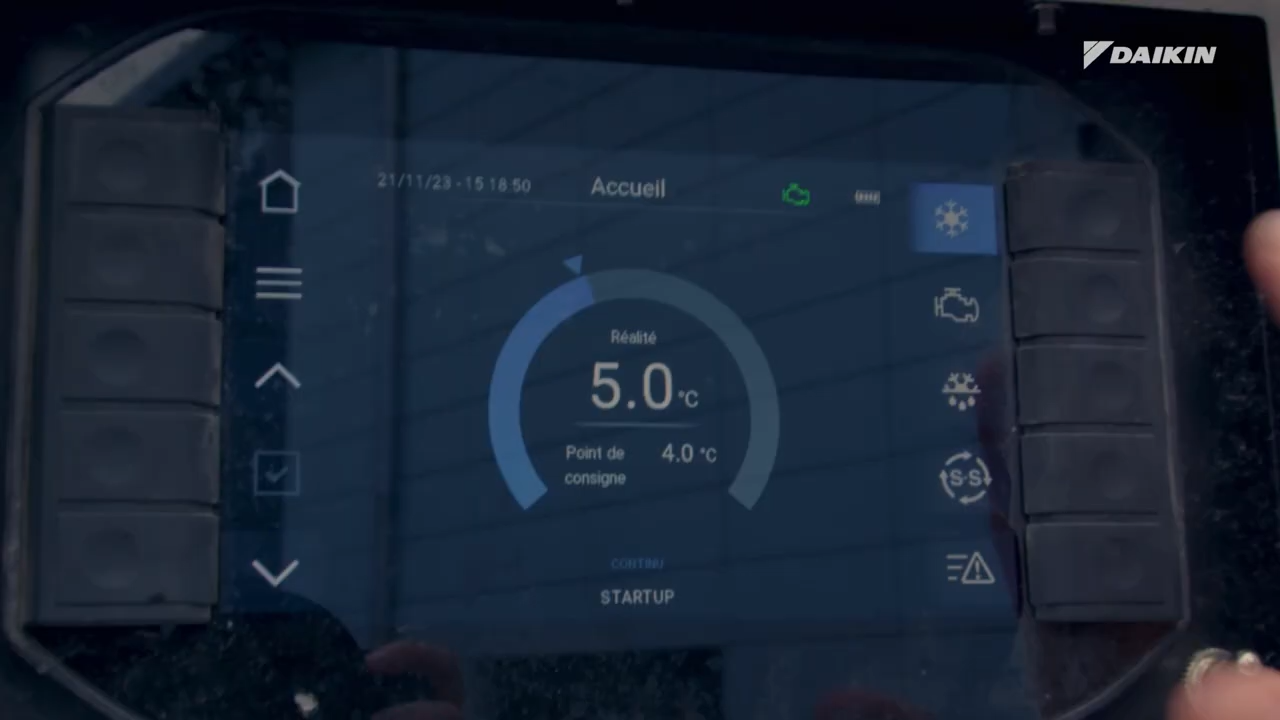 DAIKIN
21/11/23 - 15 18:50
Accueil
Réalité
5.0 °C
Point de
consigne
4.0 °C
S-S
CONTINU
STARTUP